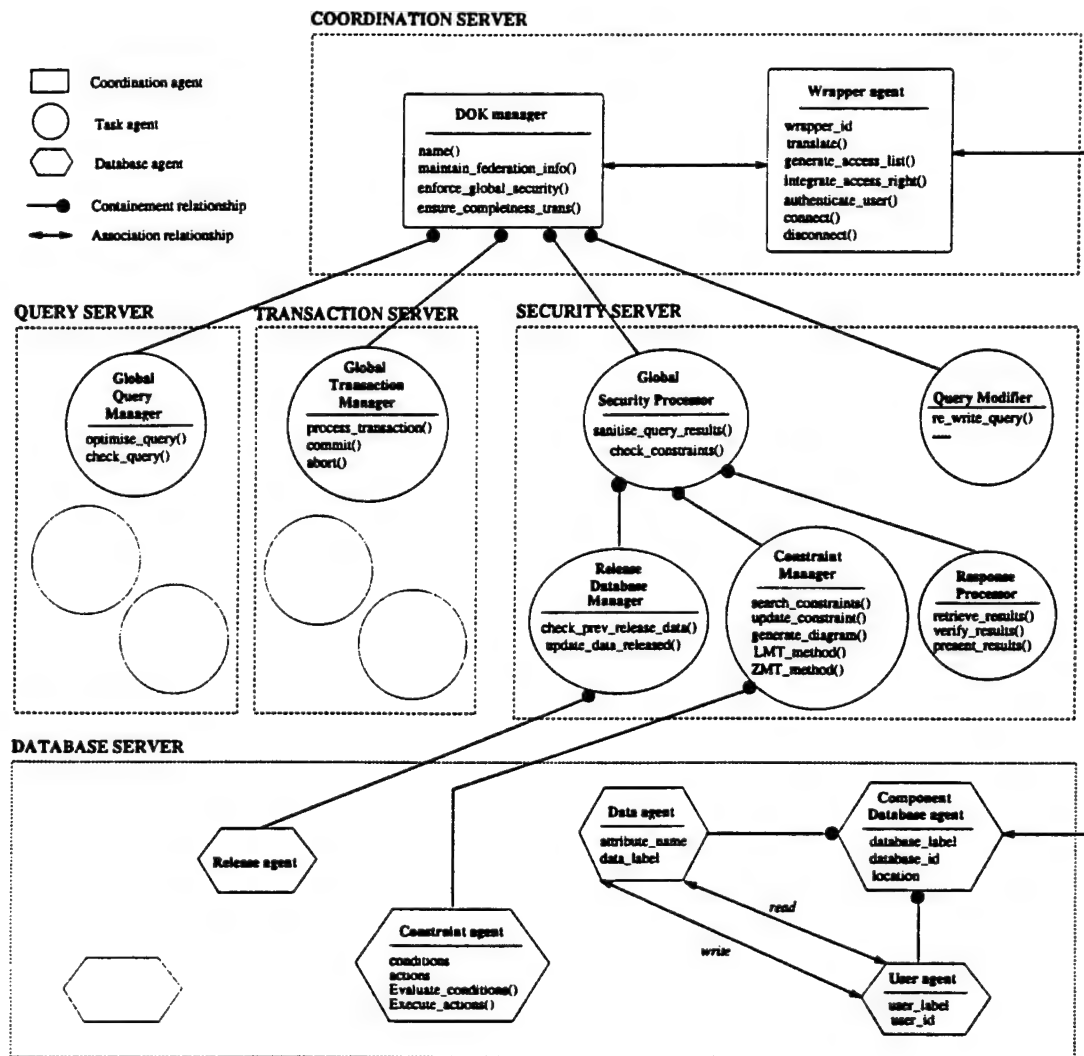 COORDINATION SERVER
Coordination agent
Task agent
Database agent
Containement relationship
Association relationship
DOK manager
name()
maintain_federation_info()
enforce_global_security()
ensure_completness_trans()
Wrapper agent
wrapper_id
translate()
generate_access_list()
integrate_access_right()
authenticate_user()
connect()
disconnect()
QUERY SERVER
Global
Query
Manager
optimise_query()
check_query()
TRANSACTION SERVER
Global
Transaction
Manager
process_transaction()
commit()
abort()
SECURITY SERVER
Global
Security Processor
sanitise_query_results()
check_constraints()
Query Modifier
re_write_query()
Release
Database
Manager
check_prev_release_data()
update_data_released()
Constraint
Manager
search_constraints()
update_constraint()
generate_diagram()
LMT_method()
ZMT_method()
Response
Processor
retrieve_results()
verify_results()
present_results()
DATABASE SERVER
Release agent
Constraint agent
conditions
actions
Evaluate_conditions()
Execute_actions()
Data agent
attribute_name
data_label
Component
Database agent
database_label
database_id
location
read
write
User agent
user_label
user_id